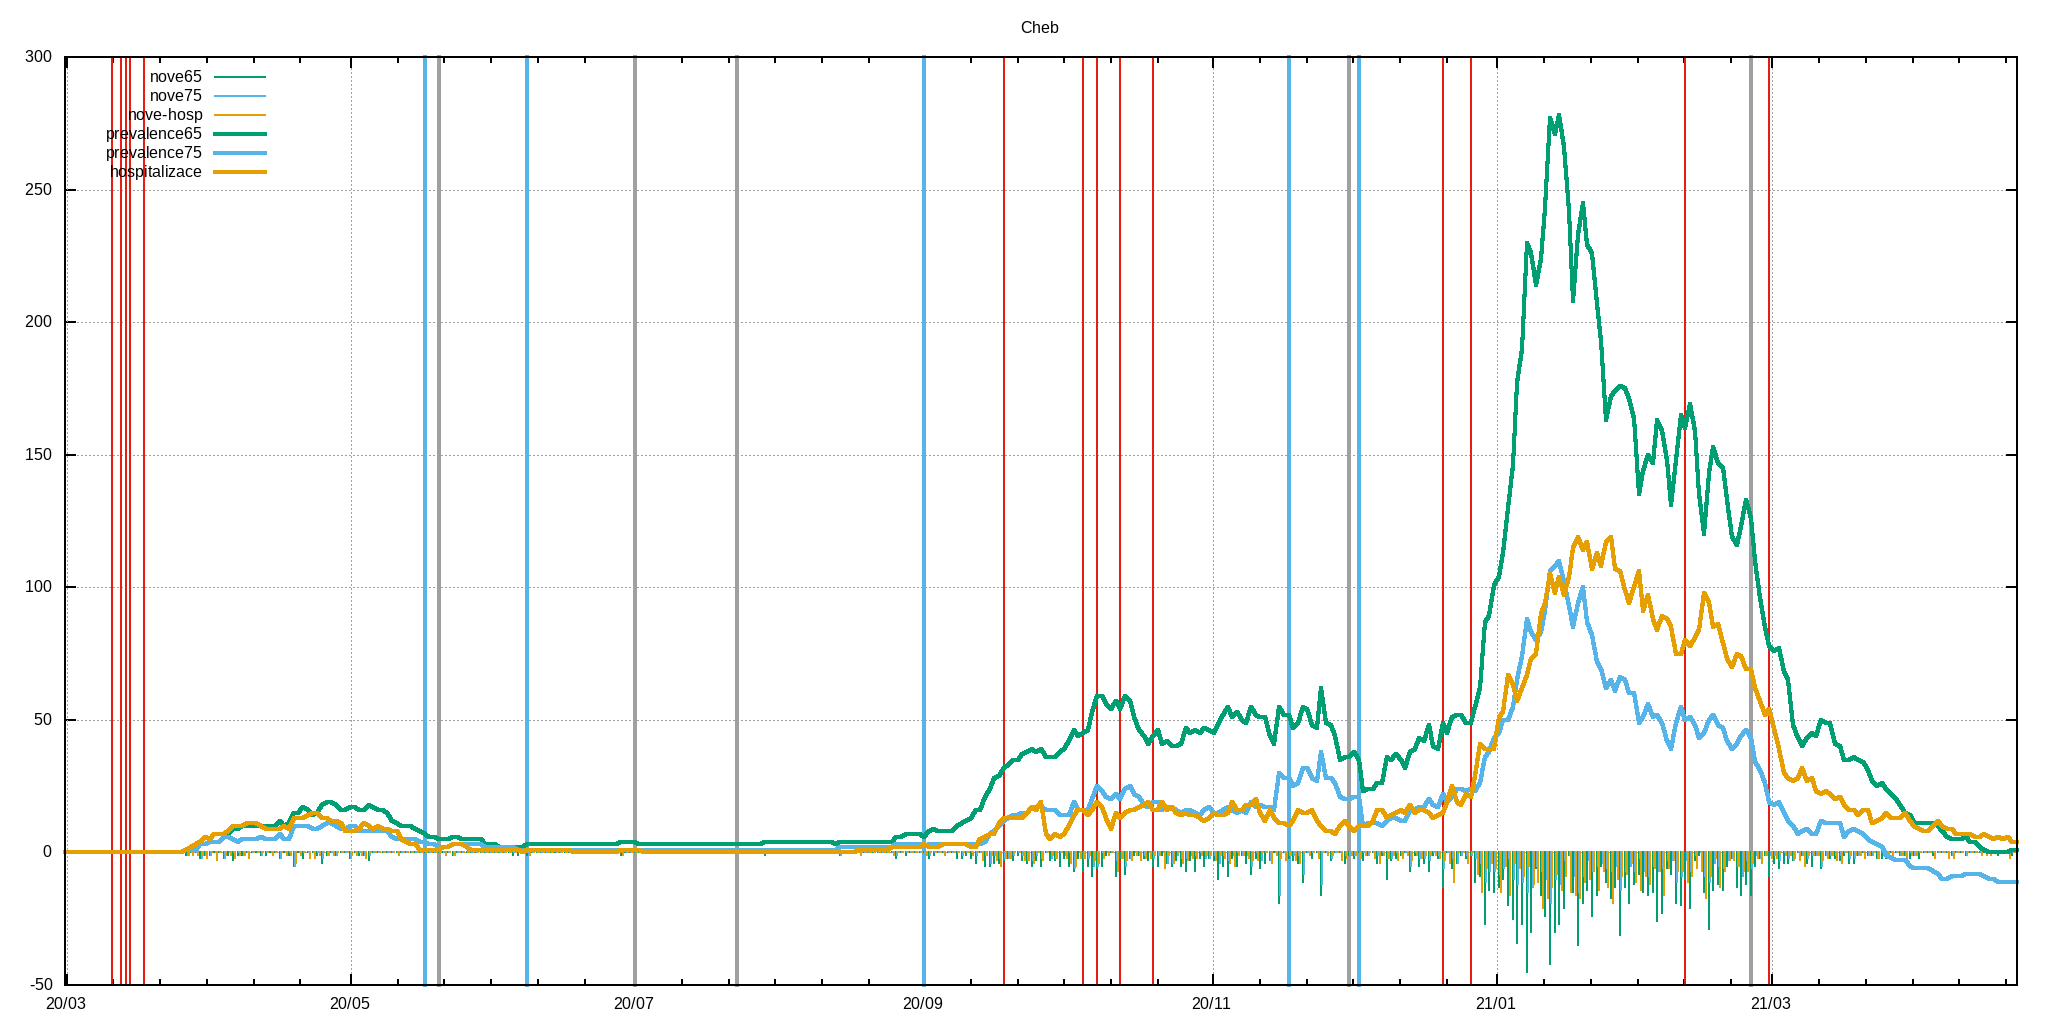 Cheb
300
nove65
nove75
nove-hosp
prevalence65
prevalence75
hospitalizace
250
200
150
100
50
0
-50
20/03 20/05 20/07 20/09 20/11 21/01 21/03